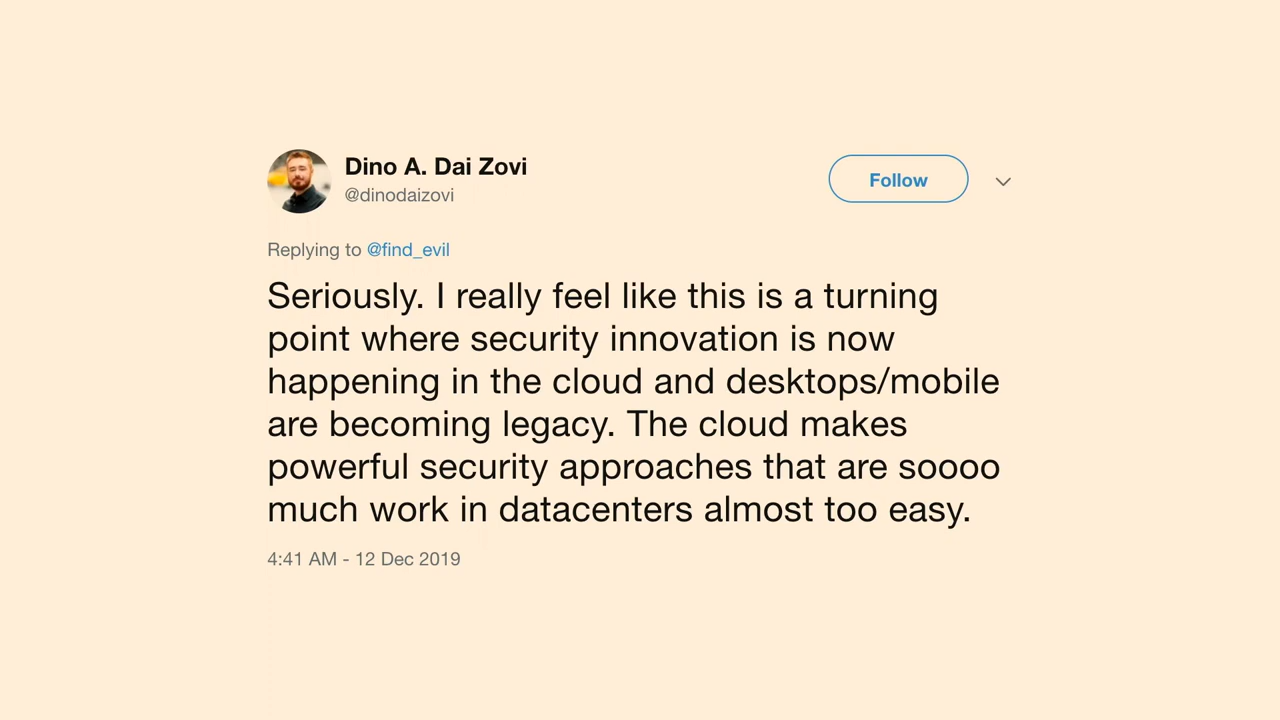 Dino A. Dai Zovi
@dinodaizovi
Follow
Replying to @find_evil
Seriously. I really feel like this is a turning
point where security innovation is now
happening in the cloud and desktops/mobile
are becoming legacy. The cloud makes
powerful security approaches that are soooo
much work in datacenters almost too easy.
4:41 AM - 12 Dec 2019